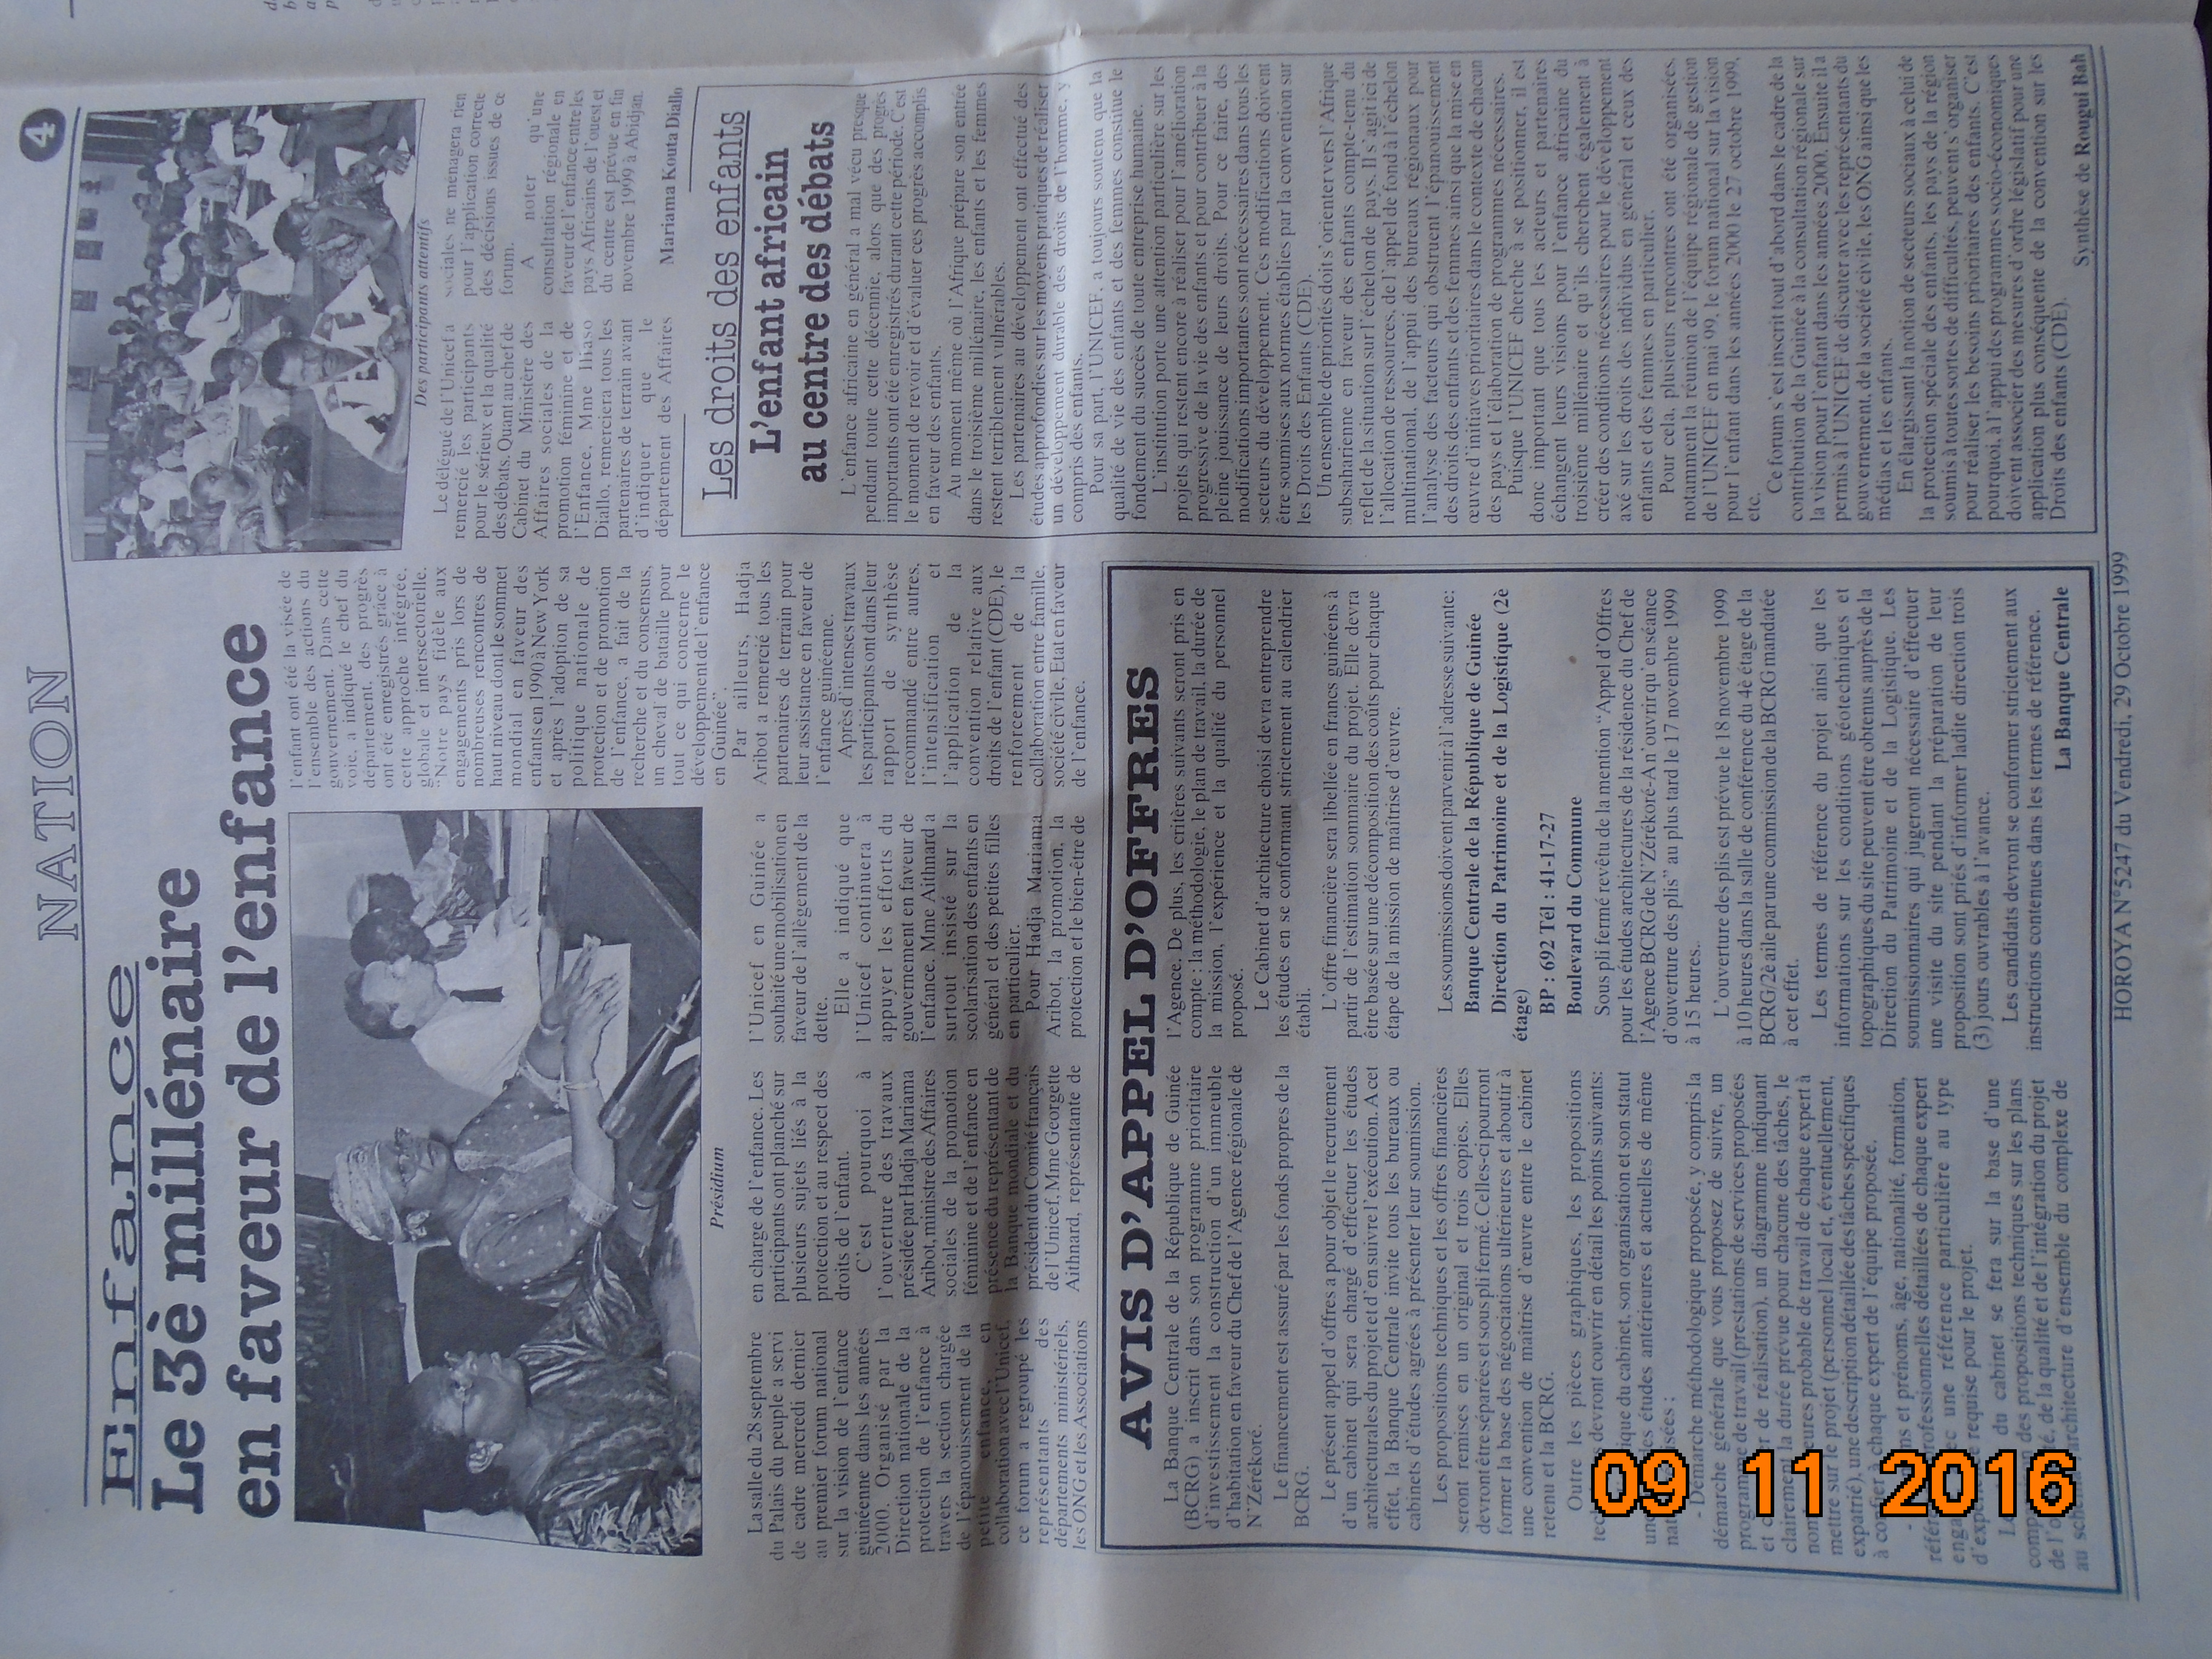 NATION
4
Enfance
Le 3è millénaire
en faveur de l'enfance
Présidium
La salle du 28 septembre
du Palais du peuple a servi
de cadre mercredi dernier
au premier forum national
sur la vision de l'enfance
guinéenne dans les années
2000. Organisé par la
Direction nationale de la
protection de l'enfance à
travers la section chargée
de l'épanouissement de la
petite enfance, en
collaboration avec l'Unicef,
ce forum a regroupé les
représentants des
départements ministériels,
les ONG et les Associations
en charge de l'enfance. Les
participants ont planché sur
plusieurs sujets liés à la
protection et au respect des
droits de l'enfant.
C'est pourquoi à
l'ouverture des travaux
présidée par Hadja Mariama
Aribot, ministre des Affaires
sociales de la promotion
féminine et de l'enfance en
présence du représentant de
la Banque mondiale et du
président du Comité français
de l'Unicef, Mme Georgette
Aithnard, représentante de
l'Unicef en Guinée a
souhaité une mobilisation en
faveur de l'allègement de la
dette.
Elle a indiqué que
l'Unicef continuera à
appuyer les efforts du
gouvernement en faveur de
l'enfance. Mme Aithnard a
surtout insisté sur la
scolarisation des enfants en
général et des petites filles
en particulier.
Pour Hadja Mariama
Aribot, la promotion, la
protection et le bien-être de
l'enfant ont été la visée de
l'ensemble des actions du
gouvernement. Dans cette
voie, a indiqué le chef du
département, des progrès
ont été enregistrés grâce à
cette approche intégrée,
globale et intersectorielle.
"Notre pays fidèle aux
engagements pris lors de
nombreuses rencontres de
haut niveau dont le sommet
mondial en faveur des
enfants en 1990 à New York
et après l'adoption de sa
politique nationale de
protection et de promotion
de l'enfance, a fait de la
recherche et du consensus,
un cheval de bataille pour
tout ce qui concerne le
développement de l'enfance
en Guinée".
Par ailleurs, Hadja
Aribot a remercié tous les
partenaires de terrain pour
leur assistance en faveur de
l'enfance guinéenne.
Après d'intenses travaux
les participants ont dans leur
rapport de synthèse
recommandé entre autres,
l'intensification et
l'application de la
convention relative aux
droits de l'enfant (CDE), le
renforcement de la
collaboration entre famille,
société civile, Etat en faveur
de l'enfance.
Des participants attentifs
Le délégué de l'Unicef a
remercié les participants
pour le sérieux et la qualité
des débats. Quant au chef de
Cabinet du Ministère des
Affaires sociales de la
promotion féminine et de
l'Enfance, Mme Iliaso
Diallo, remerciera tous les
partenaires de terrain avant
d'indiquer que le
département des Affaires
sociales ne ménagera rien
pour l'application correcte
des décisions issues de ce
forum.
A noter qu'une
consultation régionale en
faveur de l'enfance entre les
pays Africains de l'ouest et
du centre est prévue en fin
novembre 1999 à Abidjan.
Mariama Kouta Diallo
Les droits des enfants
L'enfant africain
au centre des débats
L'enfance africaine en général a mal vécu presque
pendant toute cette décennie, alors que des progrès
importants ont été enregistrés durant cette période. C'est
le moment de revoir et d'évaluer ces progrès accomplis
en faveur des enfants.
Au moment même où l'Afrique prépare son entrée
dans le troisième millénaire, les enfants et les femmes
restent terriblement vulnérables.
Les partenaires au développement ont effectué des
études approfondies sur les moyens pratiques de réaliser
un développement durable des droits de l'homme, y
compris des enfants.
Pour sa part, l'UNICEF, a toujours soutenu que la
qualité de vie des enfants et des femmes constitue le
fondement du succès de toute entreprise humaine.
L'institution porte une attention particulière sur les
projets qui restent encore à réaliser pour l'amélioration
progressive de la vie des enfants et pour contribuer à la
pleine jouissance de leurs droits. Pour ce faire, des
modifications importantes sont nécessaires dans tous les
secteurs du développement. Ces modifications doivent
être soumises aux normes établies par la convention sur
les Droits des Enfants (CDE).
Un ensemble de priorités doit s'orienter vers l'Afrique
subsaharienne en faveur des enfants compte-tenu du
reflet de la situation sur l'échelon de pays. Il s'agit ici de
l'allocation de ressources, de l'appel de fond à l'échelon
multinational, de l'appui des bureaux régionaux pour
l'analyse des facteurs qui obstruent l'épanouissement
des droits des enfants et des femmes ainsi que la mise en
œuvre d'initiaves prioritaires dans le contexte de chacun
des pays et l'élaboration de programmes nécessaires.
Puisque l'UNICEF cherche à se positionner, il est
donc important que tous les acteurs et partenaires
échangent leurs visions pour l'enfance africaine du
troisième millénaire et qu'ils cherchent également à
créer des conditions nécessaires pour le développement
axé sur les droits des individus en général et ceux des
enfants et des femmes en particulier.
Pour cela, plusieurs rencontres ont été organisées,
notamment la réunion de l'équipe régionale de gestion
de l'UNICEF en mai 99, le forum national sur la vision
pour l'enfant dans les années 2000 le 27 octobre 1999,
etc.
Ce forum s'est inscrit tout d'abord dans le cadre de la
contribution de la Guinée à la consultation régionale sur
la vision pour l'enfant dans les années 2000. Ensuite il a
permis à l'UNICEF de discuter avec les représentants du
gouvernement, de la société civile, les ONG ainsi que les
médias et les enfants.
En élargissant la notion de secteurs sociaux à celui de
la protection spéciale des enfants, les pays de la région
soumis à toutes sortes de difficultés, peuvent s'organiser
pour réaliser les besoins prioritaires des enfants. C'est
pourquoi, à l'appui des programmes socio-économiques
doivent associer des mesures d'ordre législatif pour une
application plus conséquente de la convention sur les
Droits des enfants (CDE).
Synthèse de Rougui Bah
AVIS D'APPEL D'OFFRES
La Banque Centrale de la République de Guinée
(BCRG) a inscrit dans son programme prioritaire
d'investissement la construction d'un immeuble
d'habitation en faveur du Chef de l'Agence régionale de
N'Zérékoré.
Le financement est assuré par les fonds propres de la
BCRG.
Le présent appel d'offres a pour objet le recrutement
d'un cabinet qui sera chargé d'effectuer les études
architecturales du projet et d'en suivre l'exécution. A cet
effet, la Banque Centrale invite tous les bureaux ou
cabinets d'études agréées à présenter leur soumission.
Les propositions techniques et les offres financières
seront remises en un original et trois copies. Elles
devront être séparées et sous pli fermé. Celles-ci pourront
former la base des négociations ultérieures et aboutir à
une convention de maîtrise d'œuvre entre le cabinet
retenu et la BCRG.
Outre les pièces graphiques, les propositions
devront couvrir en détail les points suivants:
du cabinet, son organisation et son statut
études antérieures et actuelles de même
- Démarche méthodologique proposée, y compris la
démarche générale que vous proposez de suivre, un
programme de travail (prestations de services proposées
et de réalisation), un diagramme indiquant
clairement la durée prévue pour chacune des tâches, le
probable de travail de chaque expert à
mettre sur le projet (personnel local et, éventuellement,
expatrié), une description détaillée des tâches spécifiques
à confier à chaque expert de l'équipe proposée.
et prénoms, âge, nationalité, formation,
professionnelles détaillées de chaque expert
une référence particulière au type
requise pour le projet.
du cabinet se fera sur la base d'une
des propositions techniques sur les plans
de la qualité et de l'intégration du projet
architecture d'ensemble du complexe de
l'Agence. De plus, les critères suivants seront pris en
compte : la méthodologie, le plan de travail, la durée de
la mission, l'expérience et la qualité du personnel
proposé.
Le Cabinet d'architecture choisi devra entreprendre
les études en se conformant strictement au calendrier
établi.
L'offre financière sera libellée en francs guinéens à
partir de l'estimation sommaire du projet. Elle devra
être basée sur une décomposition des coûts pour chaque
étape de la mission de maîtrise d'œuvre.
Les soumissions doivent parvenir à l'adresse suivante:
Banque Centrale de la République de Guinée
Direction du Patrimoine et de la Logistique (2è
étage)
BP : 692 Tél : 41-17-27
Boulevard du Commune
Sous pli fermé revêtu de la mention "Appel d'Offres
pour les études architectures de la résidence du Chef de
l'Agence BCRG de N'Zérékoré-A n'ouvrir qu'en séance
d'ouverture des plis" au plus tard le 17 novembre 1999
à 15 heures.
L'ouverture des plis est prévue le 18 novembre 1999
à 10 heures dans la salle de conférence du 4è étage de la
BCRG/2è aile par une commission de la BCRG mandatée
à cet effet.
Les termes de référence du projet ainsi que les
informations sur les conditions géotechniques et
topographiques du site peuvent être obtenus auprès de la
Direction du Patrimoine et de la Logistique. Les
soumissionnaires qui jugeront nécessaire d'effectuer
une visite du site pendant la préparation de leur
proposition sont priés d'informer ladite direction trois
(3) jours ouvrables à l'avance.
Les candidats devront se conformer strictement aux
instructions contenues dans les termes de référence.
La Banque Centrale
HOROYA N°5247 du Vendredi, 29 Octobre 1999
09 11 2016